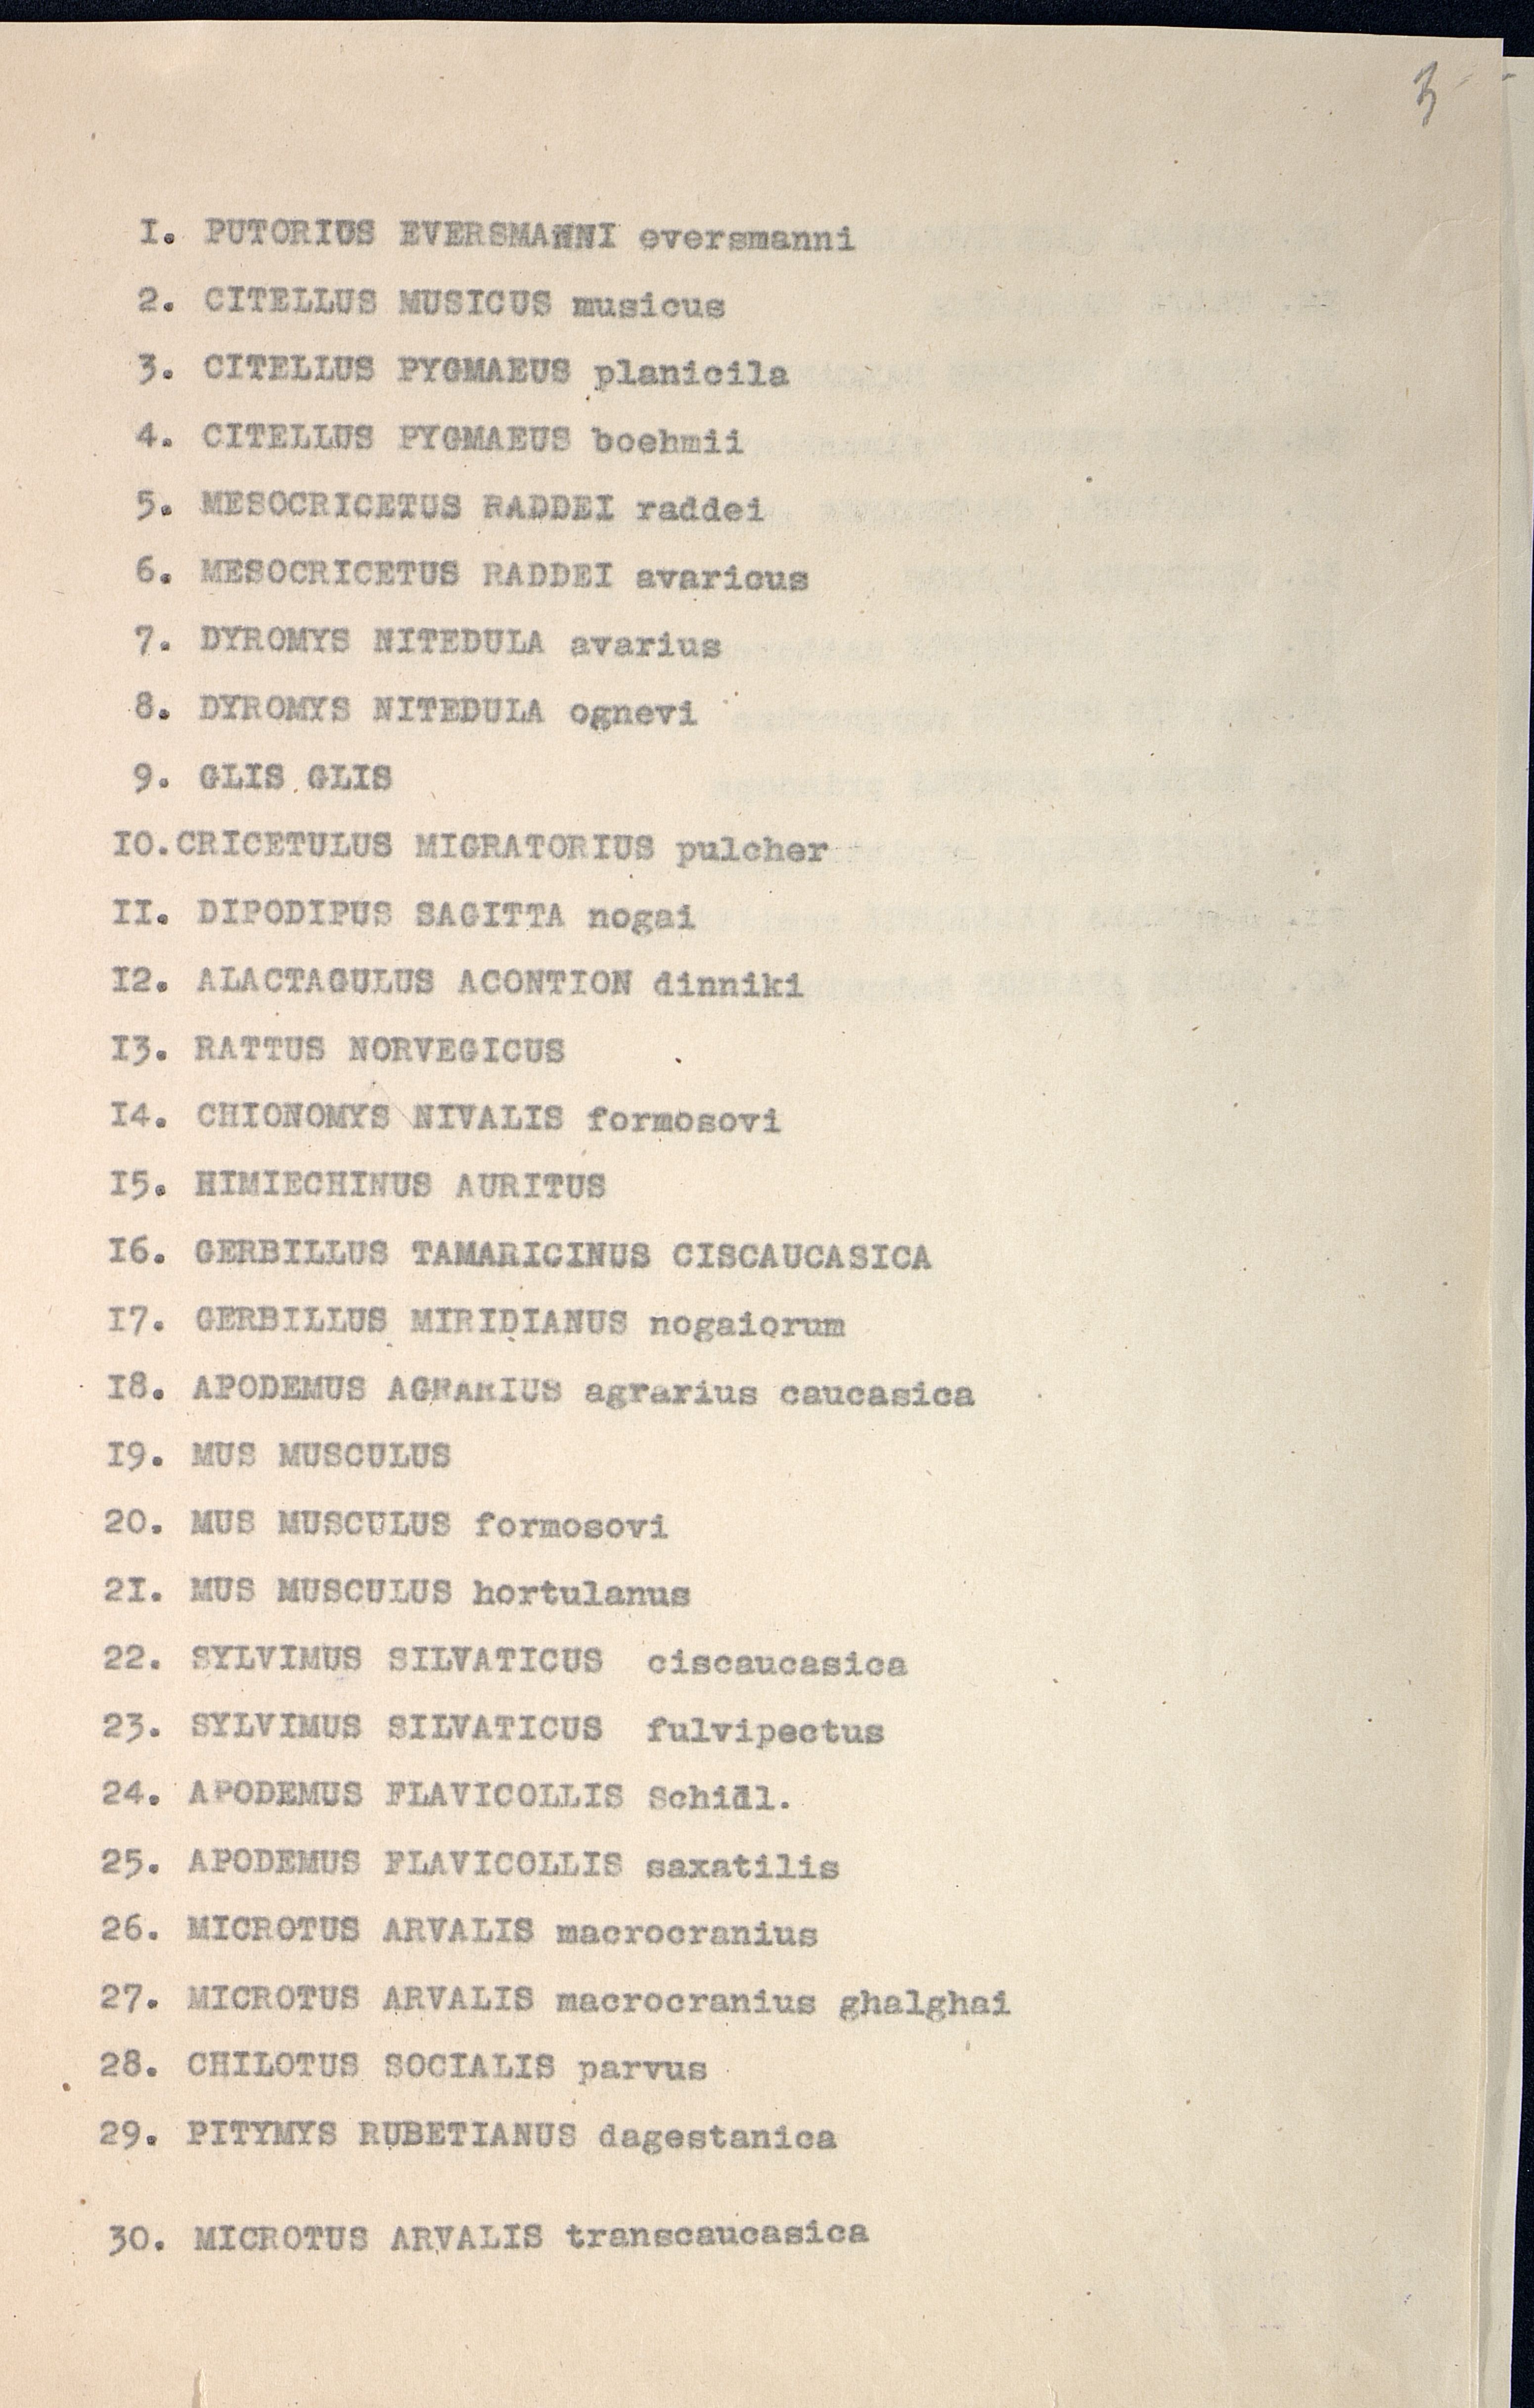 3
I. PUTORIUS EVERSMANNI eversmanni
2. CITELLUS MUSICUS musicus
3. CITELLUS PYGMAEUS planicila
4. CITELLUS PYGMAEUS boehmii
5. MESOCRICETUS RADDEI raddei
6. MESOCRICETUS RADDEI avaricus
7. DYROMYS NITEDULA avarius
8. DYROMYS NITEDULA ognevi
9. GLIS GLIS
IO. CRICETULUS MIGRATORIUS pulcher
II. DIPODIPUS SAGITTA nogai
I2. ALACTAGULUS ACONTION dinniki
I3. RATTUS NORVEGICUS
I4. CHIONOMYS NIVALIS formosovi
I5. HIMIECHINUS AURITUS
I6. GERBILLUS TAMARICINUS CISCAUCASICA
I7. GERBILLUS MIRIDIANUS nogaiorum
I8. APODEMUS AGRARIUS agrarius caucasica
I9. MUS MUSCULUS
20. MUS MUSCULUS formosovi
2I. MUS MUSCULUS hortulanus
22. SYLVIMUS SILVATICUS ciscaucasica
23. SYLVIMUS SILVATICUS fulvipectus
24. APODEMUS FLAVICOLLIS Schidl.
25. APODEMUS FLAVICOLLIS saxatilis
26. MICROTUS ARVALIS macrocranius
27. MICROTUS ARVALIS macrocranius ghalghai
28. CHILOTUS SOCIALIS parvus
29. PITYMYS RUBETIANUS dagestanica
30. MICROTUS ARVALIS transcaucasica